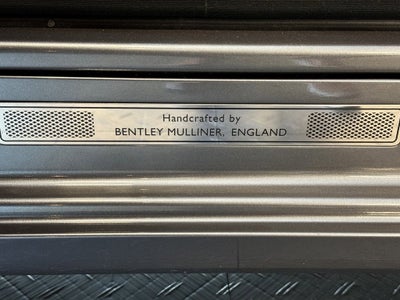 Handcrafted by
BENTLEY MULLINER, ENGLAND